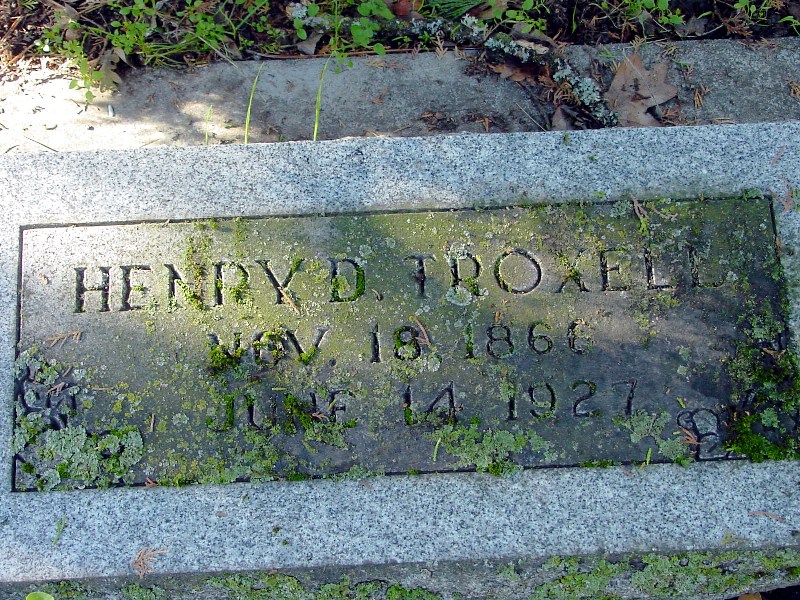 HENRY D. TROXELL
NOV. 18, 1866
JUNE 14 1927